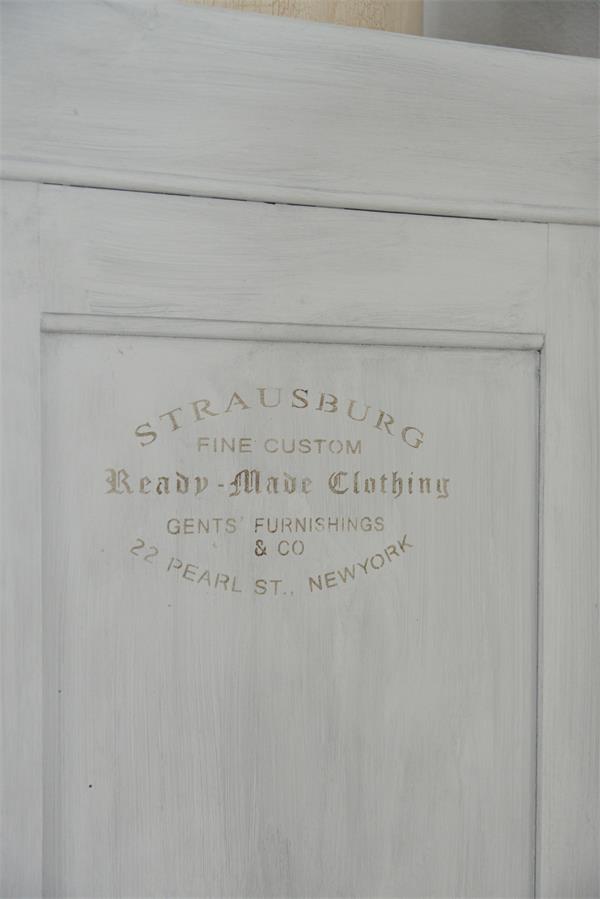 STRAUSBURG
FINE CUSTOM
Ready-Made Clothing
GENTS' FURNISHINGS
& CO
22 PEARL ST., NEWYORK